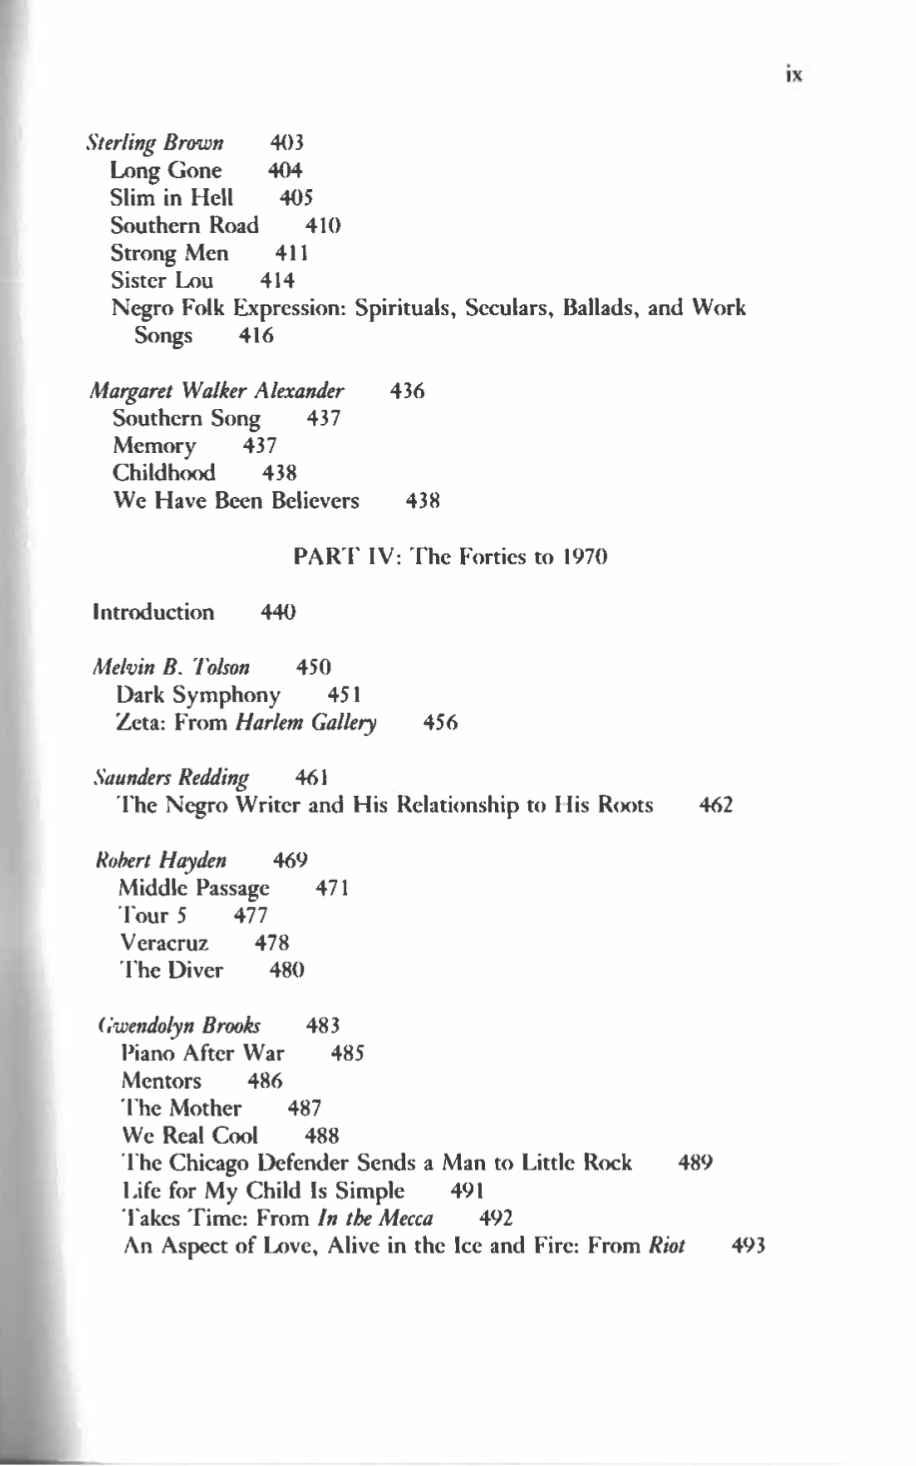 ix
Sterling Brown 403
Long Gone 404
Slim in Hell 405
Southern Road 410
Strong Men 411
Sister Lou 414
Negro Folk Expression: Spirituals, Seculars, Ballads, and Work
Songs 416
Margaret Walker Alexander 436
Southern Song 437
Memory 437
Childhood 438
We Have Been Believers 438
PART IV: The Forties to 1970
Introduction 440
Melvin B. Tolson 450
Dark Symphony 451
Zeta: From Harlem Gallery 456
Saunders Redding 461
The Negro Writer and His Relationship to His Roots 462
Robert Hayden 469
Middle Passage 471
Tour 5 477
Veracruz 478
The Diver 480
Gwendolyn Brooks 483
Piano After War 485
Mentors 486
The Mother 487
We Real Cool 488
The Chicago Defender Sends a Man to Little Rock 489
Life for My Child Is Simple 491
Takes Time: From In the Mecca 492
An Aspect of Love, Alive in the Ice and Fire: From Riot 493